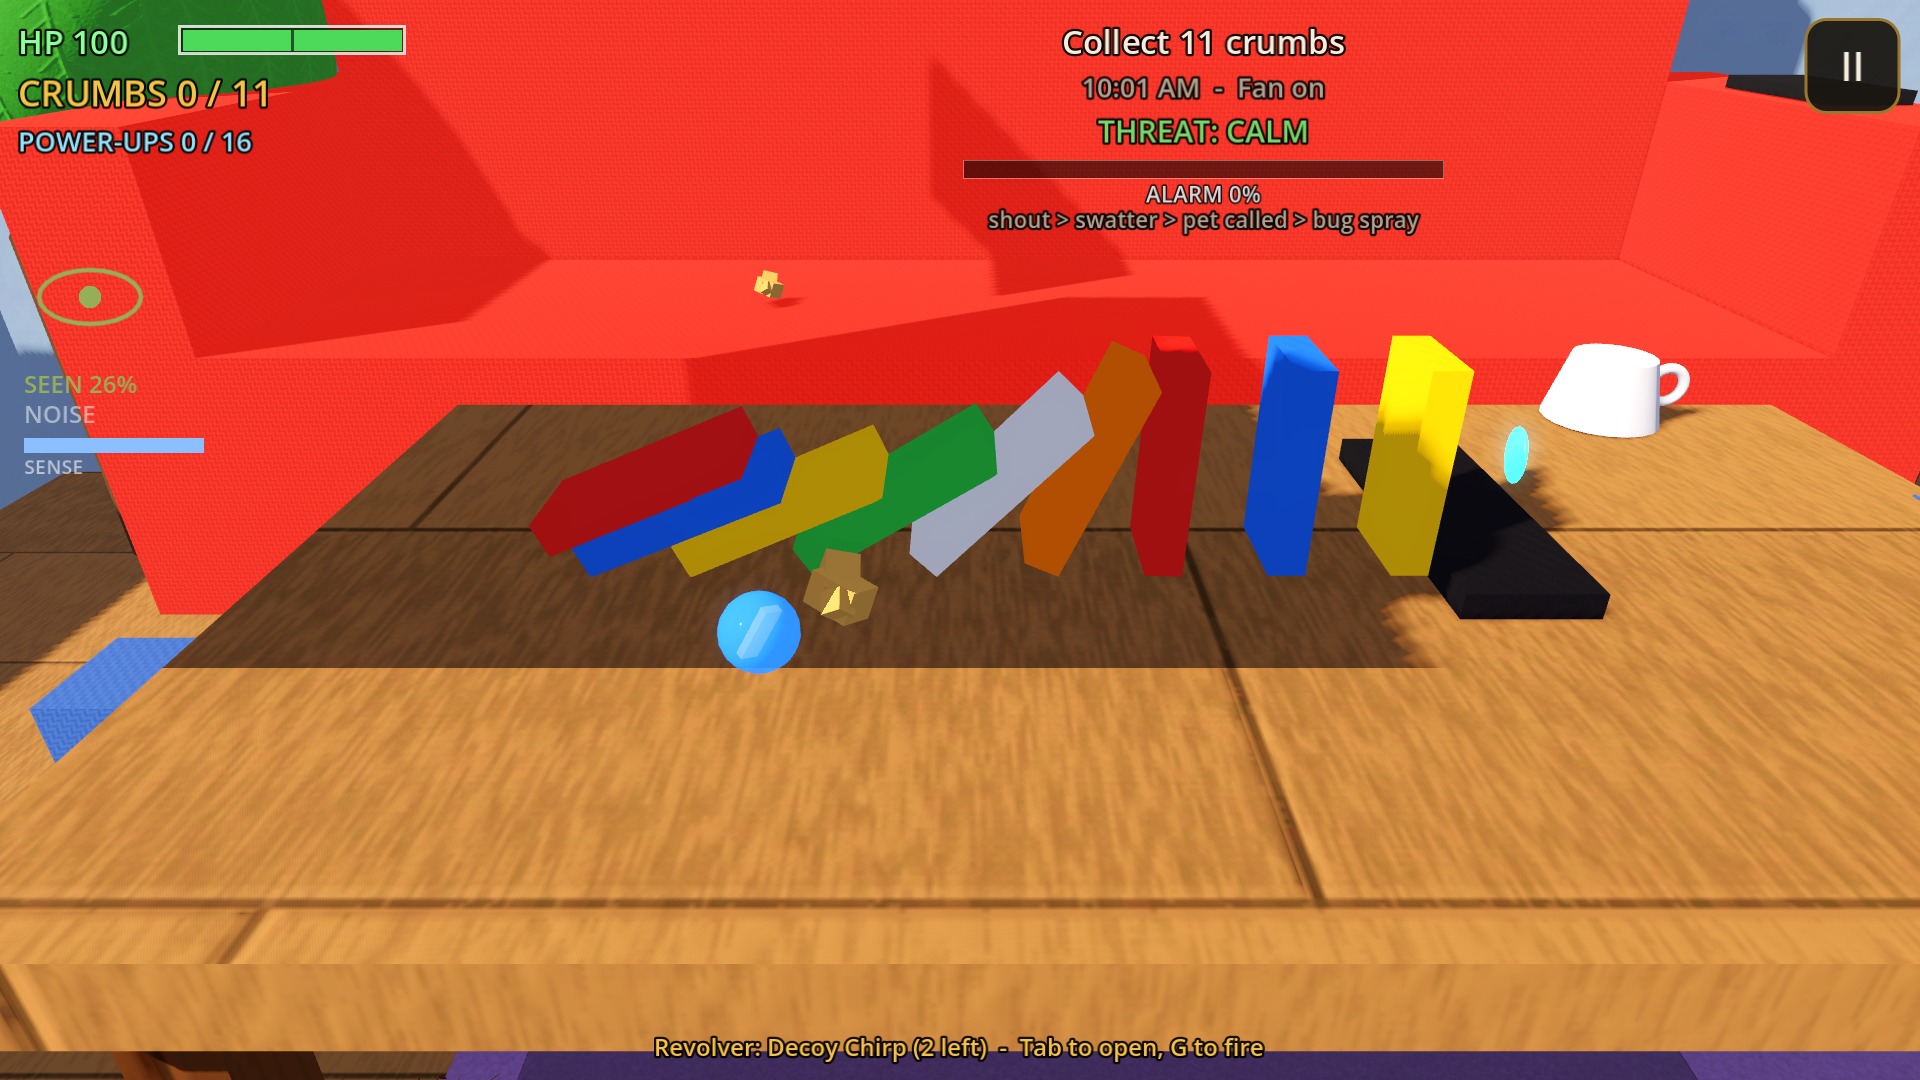 HP 100
CRUMBS 0 / 11
POWER-UPS 0 / 16
Collect 11 crumbs
10:01 AM - Fan on
THREAT: CALM
ALARM 0%
shout > swatter > pet called > bug spray
SEEN 26%
NOISE
SENSE
Revolver: Decoy Chirp (2 left) - Tab to open, G to fire